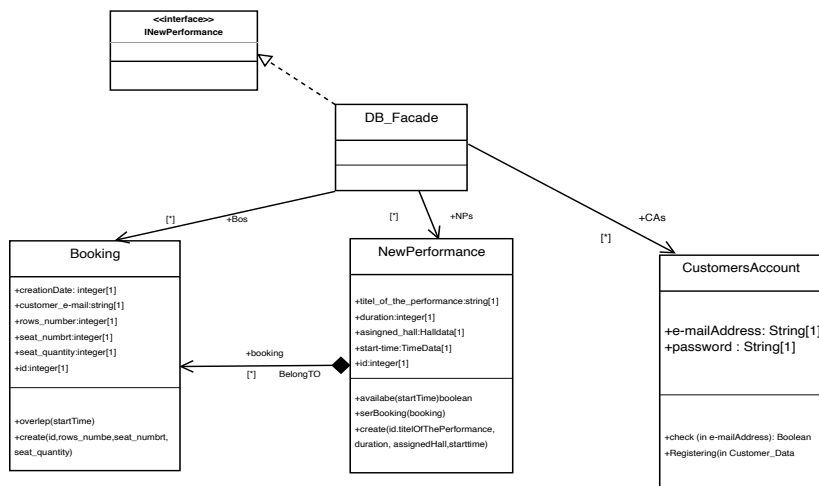 <<interface>>
INewPerformance
DB_Facade
[*]
+Bos
[*]
+NPs
+CAs
[*]
Booking
+creationDate: integer[1]
+customer_e-mail:string[1]
+rows_number:integer[1]
+seat_numbrt:integer[1]
+seat_quantity:integer[1]
+id:integer[1]
+overlep(startTime)
+create(id,rows_numbe,seat_numbrt,
seat_quantity)
+booking
[*]
BelongTO
NewPerformance
+titel_of_the_performance:string[1]
+duration:integer[1]
+asingned_hall:Halldata[1]
+start-time:TimeData[1]
+id:integer[1]
+availabe(startTime)boolean
+serBooking(booking)
+create(id.titelOfThePerformance,
duration, assignedHall,starttime)
CustomersAccount
+e-mailAddress: String[1]
+password : String[1]
+check (in e-mailAddress): Boolean
+Registering(in Customer_Data